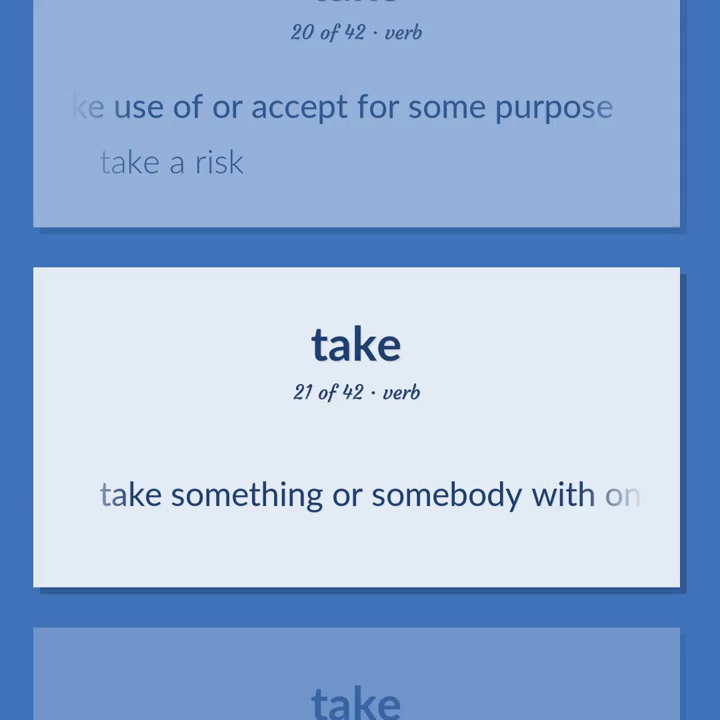 take
20 of 42 · verb
ke use of or accept for some purpose
take a risk
take
21 of 42 · verb
take something or somebody with on
take